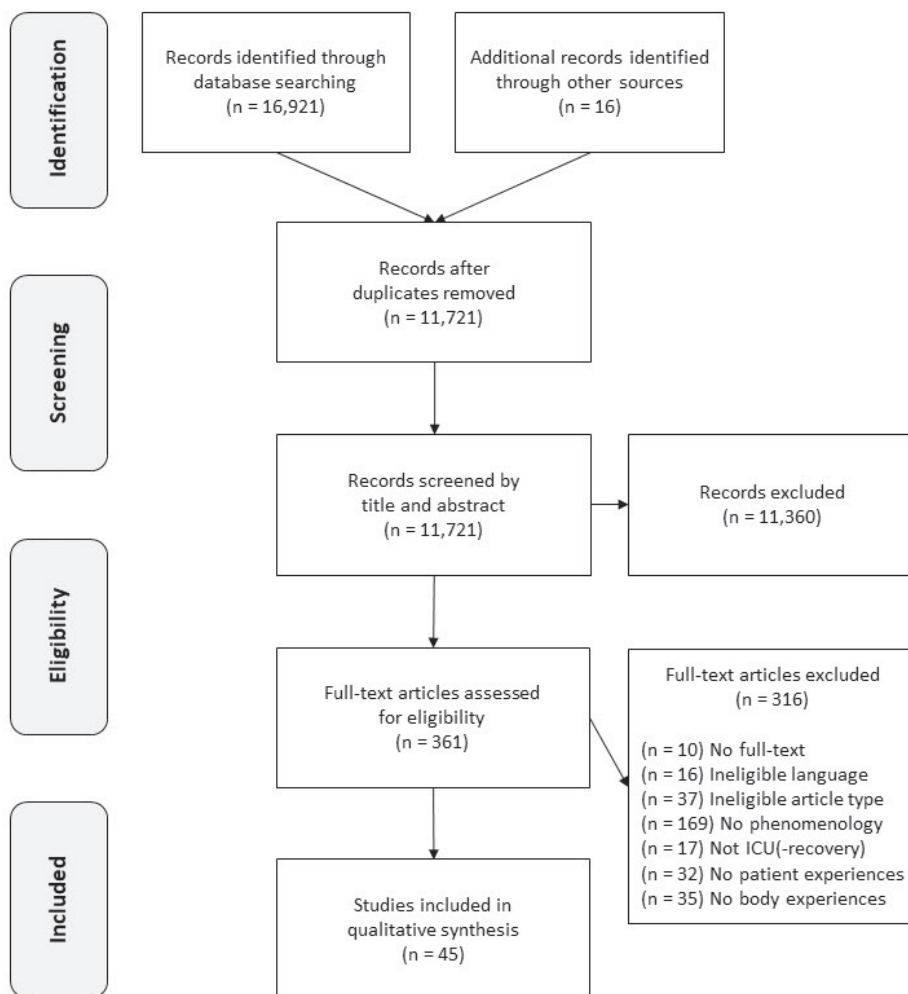 Identification
Records identified through
database searching
(n = 16,921)
Additional records identified
through other sources
(n = 16)
Records after
duplicates removed
(n = 11,721)
Screening
Records screened by
title and abstract
(n = 11,721)
Records excluded
(n = 11,360)
Eligibility
Full-text articles assessed
for eligibility
(n = 361)
Full-text articles excluded
(n = 316)
(n = 10) No full-text
(n = 16) Ineligible language
(n = 37) Ineligible article type
(n = 169) No phenomenology
(n = 17) Not ICU(-recovery)
(n = 32) No patient experiences
(n = 35) No body experiences
Included
Studies included in
qualitative synthesis
(n = 45)